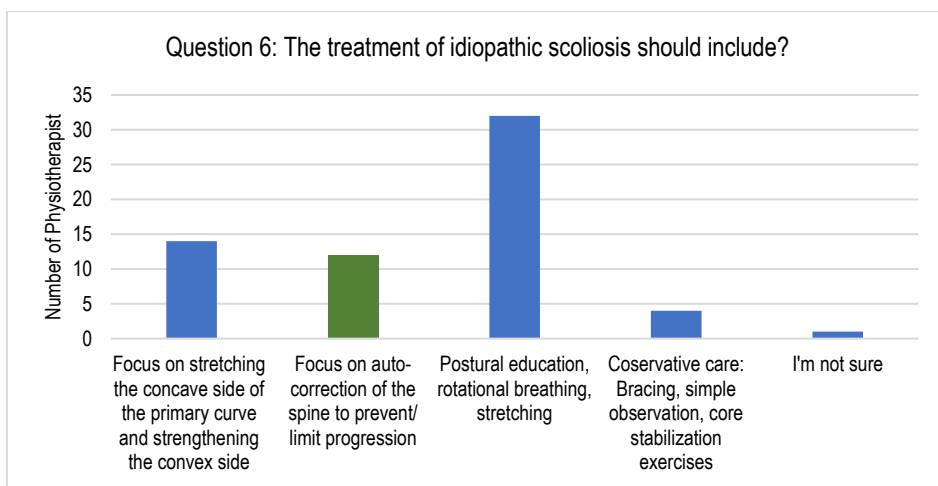 Question 6: The treatment of idiopathic scoliosis should include?
Number of Physiotherapist
35
30
25
20
15
10
5
0
Focus on stretching
the concave side of
the primary curve
and strengthening
the convex side
Focus on auto-
correction of the
spine to prevent/
limit progression
Postural education,
rotational breathing,
stretching
Coservative care:
Bracing, simple
observation, core
stabilization
exercises
I'm not sure